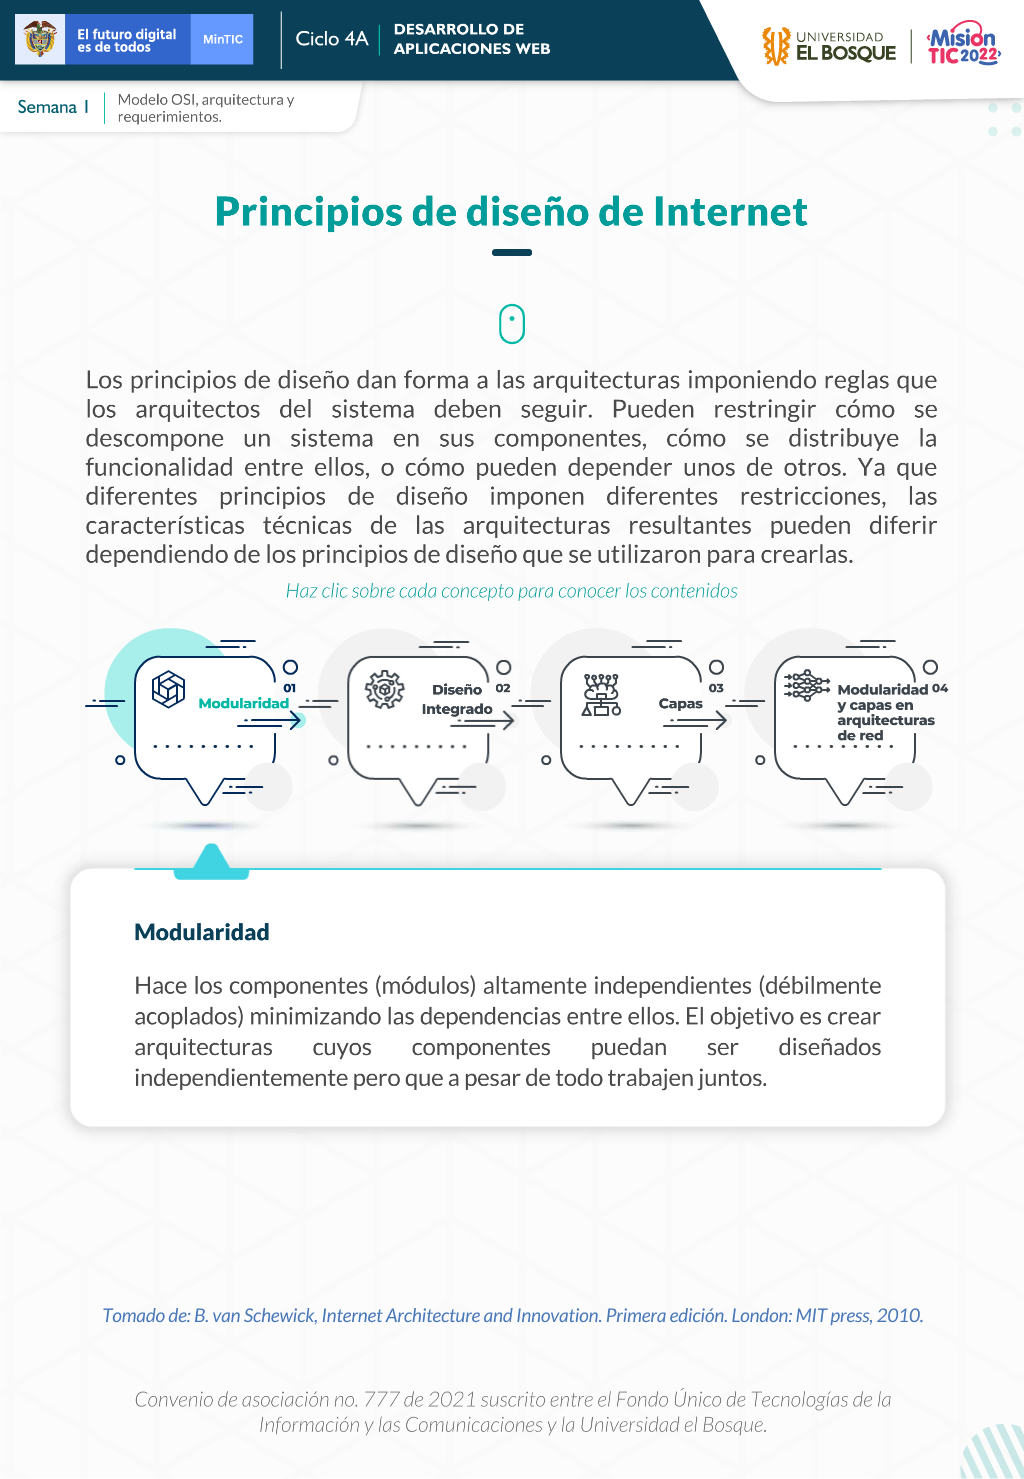 El futuro digital
es de todos
MinTIC
Ciclo 4A
DESARROLLO DE
APLICACIONES WEB
UNIVERSIDAD
EL BOSQUE
Misión
TIC2022
Semana 1
Modelo OSI, arquitectura y
requerimientos.
Principios de diseño de Internet
Los principios de diseño dan forma a las arquitecturas imponiendo reglas que
los arquitectos del sistema deben seguir. Pueden restringir cómo se
descompone un sistema en sus componentes, cómo se distribuye la
funcionalidad entre ellos, o cómo pueden depender unos de otros. Ya que
diferentes principios de diseño imponen diferentes restricciones, las
características técnicas de las arquitecturas resultantes pueden diferir
dependiendo de los principios de diseño que se utilizaron para crearlas.
Haz clic sobre cada concepto para conocer los contenidos
01
Modularidad
02
Diseño
Integrado
03
Capas
04
Modularidad
y capas en
arquitecturas
de red
Modularidad
Hace los componentes (módulos) altamente independientes (débilmente
acoplados) minimizando las dependencias entre ellos. El objetivo es crear
arquitecturas cuyos componentes puedan ser diseñados
independientemente pero que a pesar de todo trabajen juntos.
Tomado de: B. van Schewick, Internet Architecture and Innovation. Primera edición. London: MIT press, 2010.
Convenio de asociación no. 777 de 2021 suscrito entre el Fondo Único de Tecnologías de la
Información y las Comunicaciones y la Universidad el Bosque.